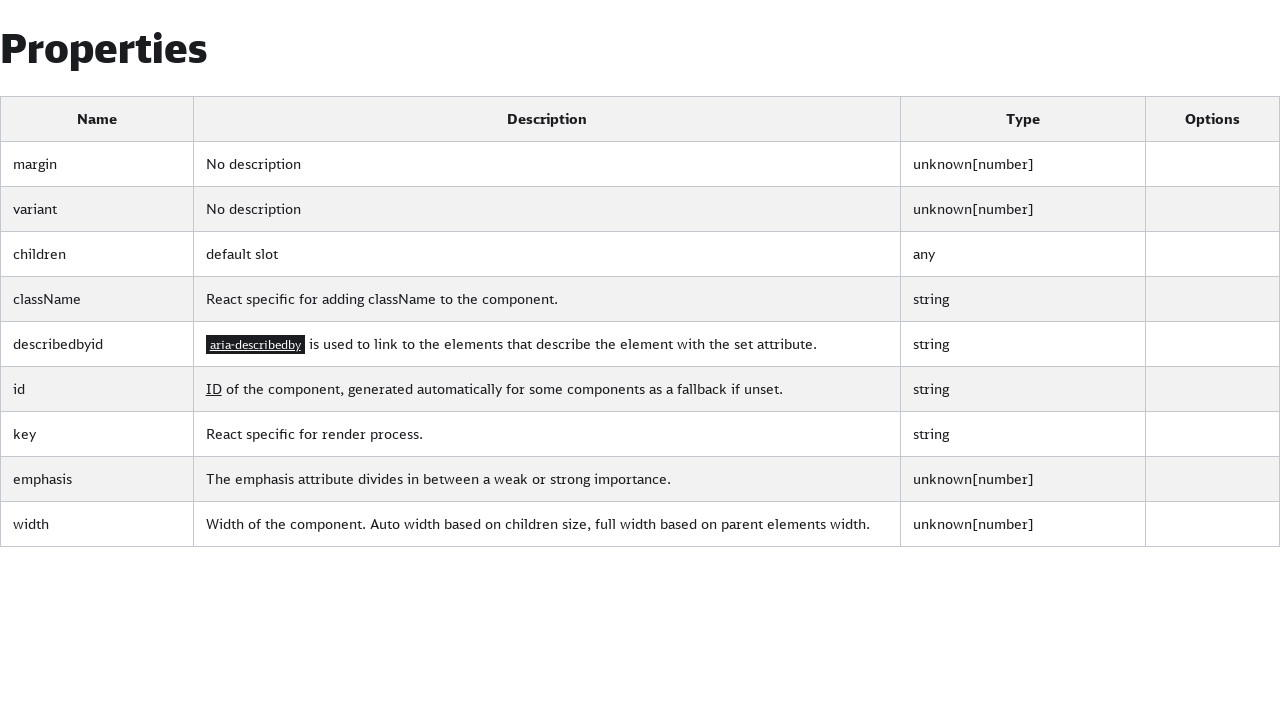 Properties
Name Description Type Options
margin No description unknown[number]
variant No description unknown[number]
children default slot any
className React specific for adding className to the component. string
describedbyid aria-describedby is used to link to the elements that describe the element with the set attribute. string
id ID of the component, generated automatically for some components as a fallback if unset. string
key React specific for render process. string
emphasis The emphasis attribute divides in between a weak or strong importance. unknown[number]
width Width of the component. Auto width based on children size, full width based on parent elements width. unknown[number]